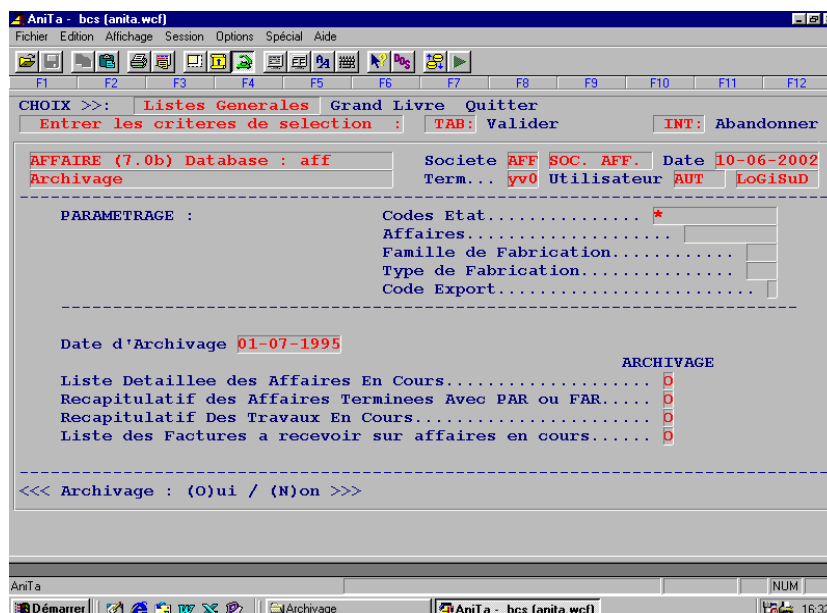 AniTa - bcs (anita.wcf)
Fichier Edition Affichage Session Options Spécial Aide
F1 F2 F3 F4 F5 F6 F7 F8 F9 F10 F11 F12
CHOIX >>: Listes Generales Grand Livre Quitter
Entrer les criteres de selection : TAB: Valider INT: Abandonner
AFFAIRE (7.0b) Database : aff Societe AFF SOC. AFF. Date 10-06-2002
Archivage Term... yv0 Utilisateur AUT LoGiSuD
PARAMETRAGE : Codes Etat............... *
Affaires....................
Famille de Fabrication............
Type de Fabrication...............
Code Export.........................
Date d'Archivage 01-07-1995
ARCHIVAGE
Liste Detaillee des Affaires En Cours.................... O
Recapitulatif des Affaires Terminees Avec PAR ou FAR..... O
Recapitulatif Des Travaux En Cours....................... O
Liste des Factures a recevoir sur affaires en cours...... O
<<< Archivage : (O)ui / (N)on >>>
AniTa NUM
Démarrer Archivage AniTa - bcs (anita.wcf)